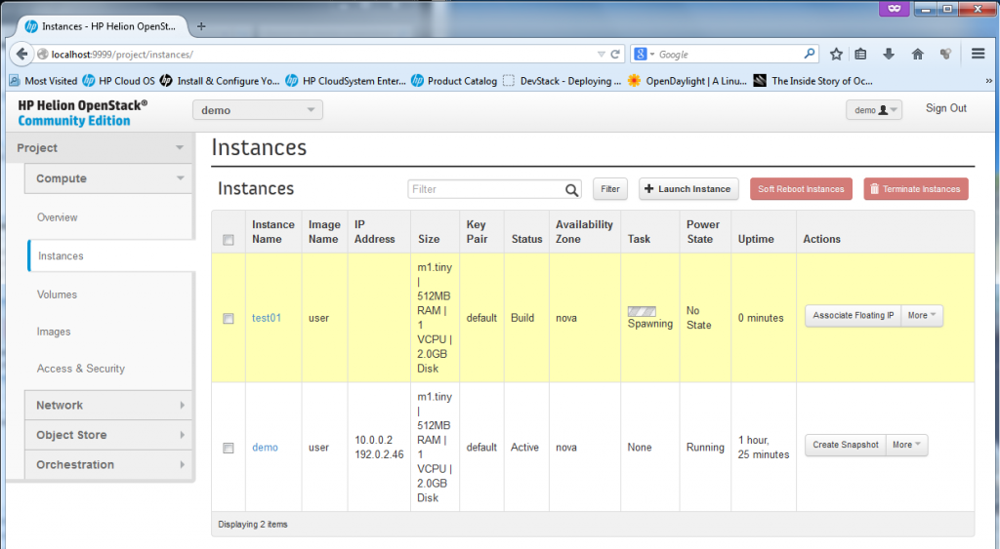 Instances - HP Helion OpenSt...
localhost:9999/project/instances/
Google
Most Visited HP Cloud OS Install & Configure Yo... HP CloudSystem Enter... Product Catalog DevStack - Deploying ... OpenDaylight | A Linu... The Inside Story of Oc... »
HP Helion OpenStack®
Community Edition
demo
demo
Sign Out
Project
Compute
Overview
Instances
Volumes
Images
Access & Security
Network
Object Store
Orchestration
Instances
Instances
Filter
Filter
Launch Instance
Soft Reboot Instances
Terminate Instances
Instance
Name
Image
Name
IP
Address
Size
Key
Pair
Status
Availability
Zone
Task
Power
State
Uptime
Actions
test01
user
m1.tiny
|
512MB
RAM |
1
VCPU |
2.0GB
Disk
default
Build
nova
Spawning
No
State
0 minutes
Associate Floating IP
More
demo
user
10.0.0.2
192.0.2.46
m1.tiny
|
512MB
RAM |
1
VCPU |
2.0GB
Disk
default
Active
nova
None
Running
1 hour,
25 minutes
Create Snapshot
More
Displaying 2 items